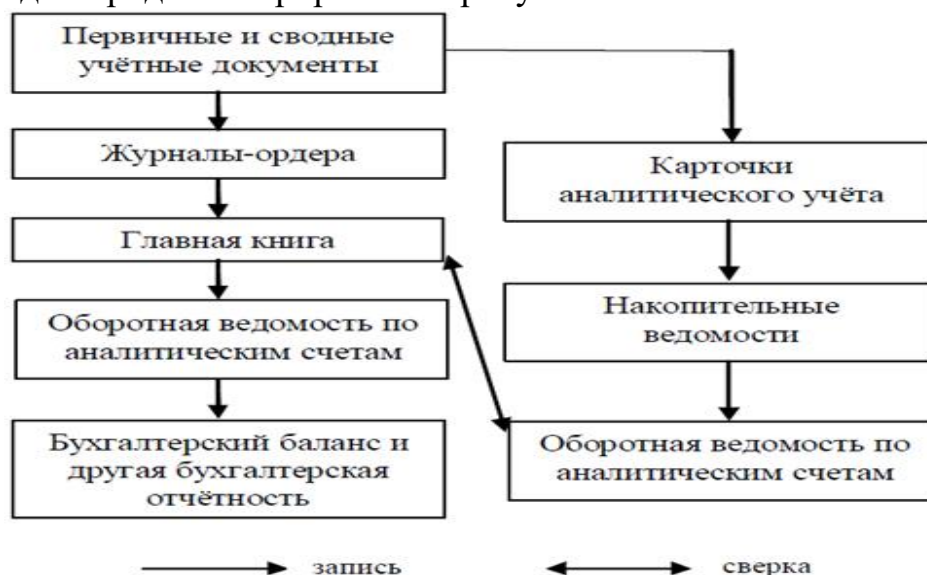 Первичные и сводные
учётные документы
Журналы-ордера
Главная книга
Оборотная ведомость по
аналитическим счетам
Бухгалтерский баланс и
другая бухгалтерская
отчётность
Карточки
аналитического учёта
Накопительные
ведомости
Оборотная ведомость по
аналитическим счетам
запись
сверка